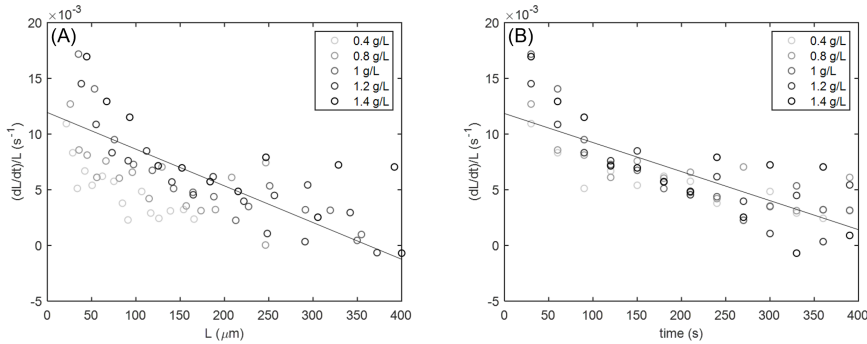 ×10⁻³
(A)
20
15
10
5
0
-5
(dL/dt)/L (s⁻¹)
0.4 g/L
0.8 g/L
1 g/L
1.2 g/L
1.4 g/L
0 50 100 150 200 250 300 350 400
L (μm)
×10⁻³
(B)
20
15
10
5
0
-5
(dL/dt)/L (s⁻¹)
0.4 g/L
0.8 g/L
1 g/L
1.2 g/L
1.4 g/L
0 50 100 150 200 250 300 350 400
time (s)